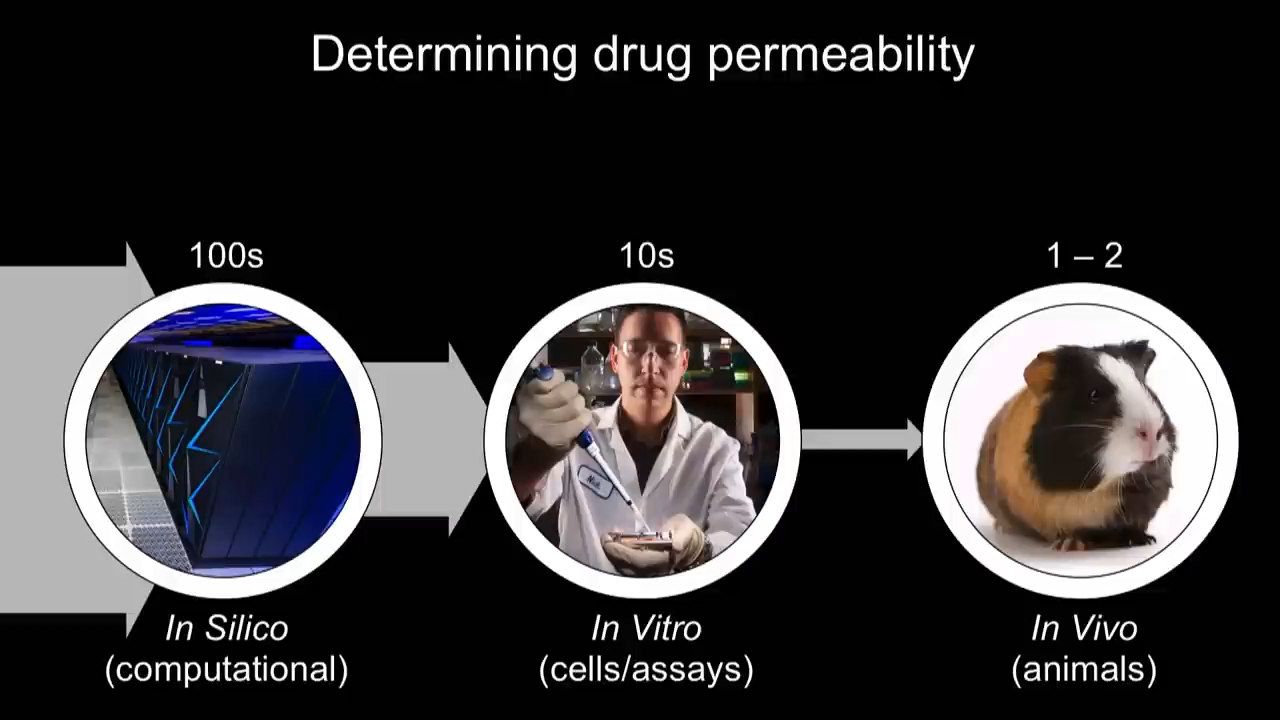 Determining drug permeability
100s
10s
1 – 2
In Silico
(computational)
In Vitro
(cells/assays)
In Vivo
(animals)